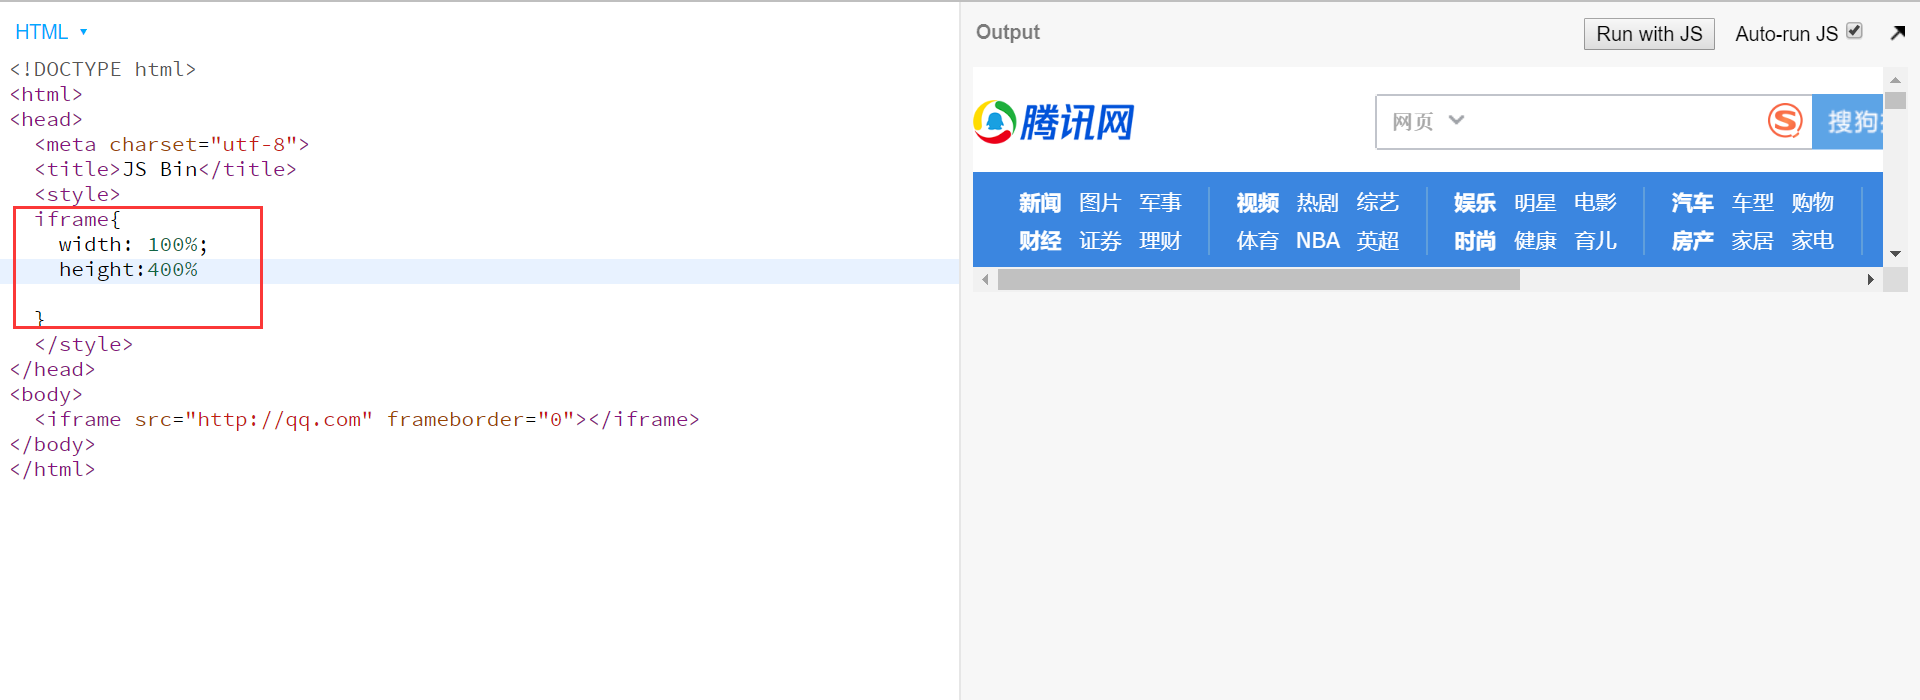 HTML
<!DOCTYPE html>
<html>
<head>
  <meta charset="utf-8">
  <title>JS Bin</title>
  <style>
  iframe{
    width: 100%;
    height:400%

  }
  </style>
</head>
<body>
  <iframe src="http://qq.com" frameborder="0"></iframe>
</body>
</html>
Output
Run with JS
Auto-run JS
腾讯网
网页
S
搜狗
新闻 图片 军事 视频 热剧 综艺 娱乐 明星 电影 汽车 车型 购物
财经 证券 理财 体育 NBA 英超 时尚 健康 育儿 房产 家居 家电